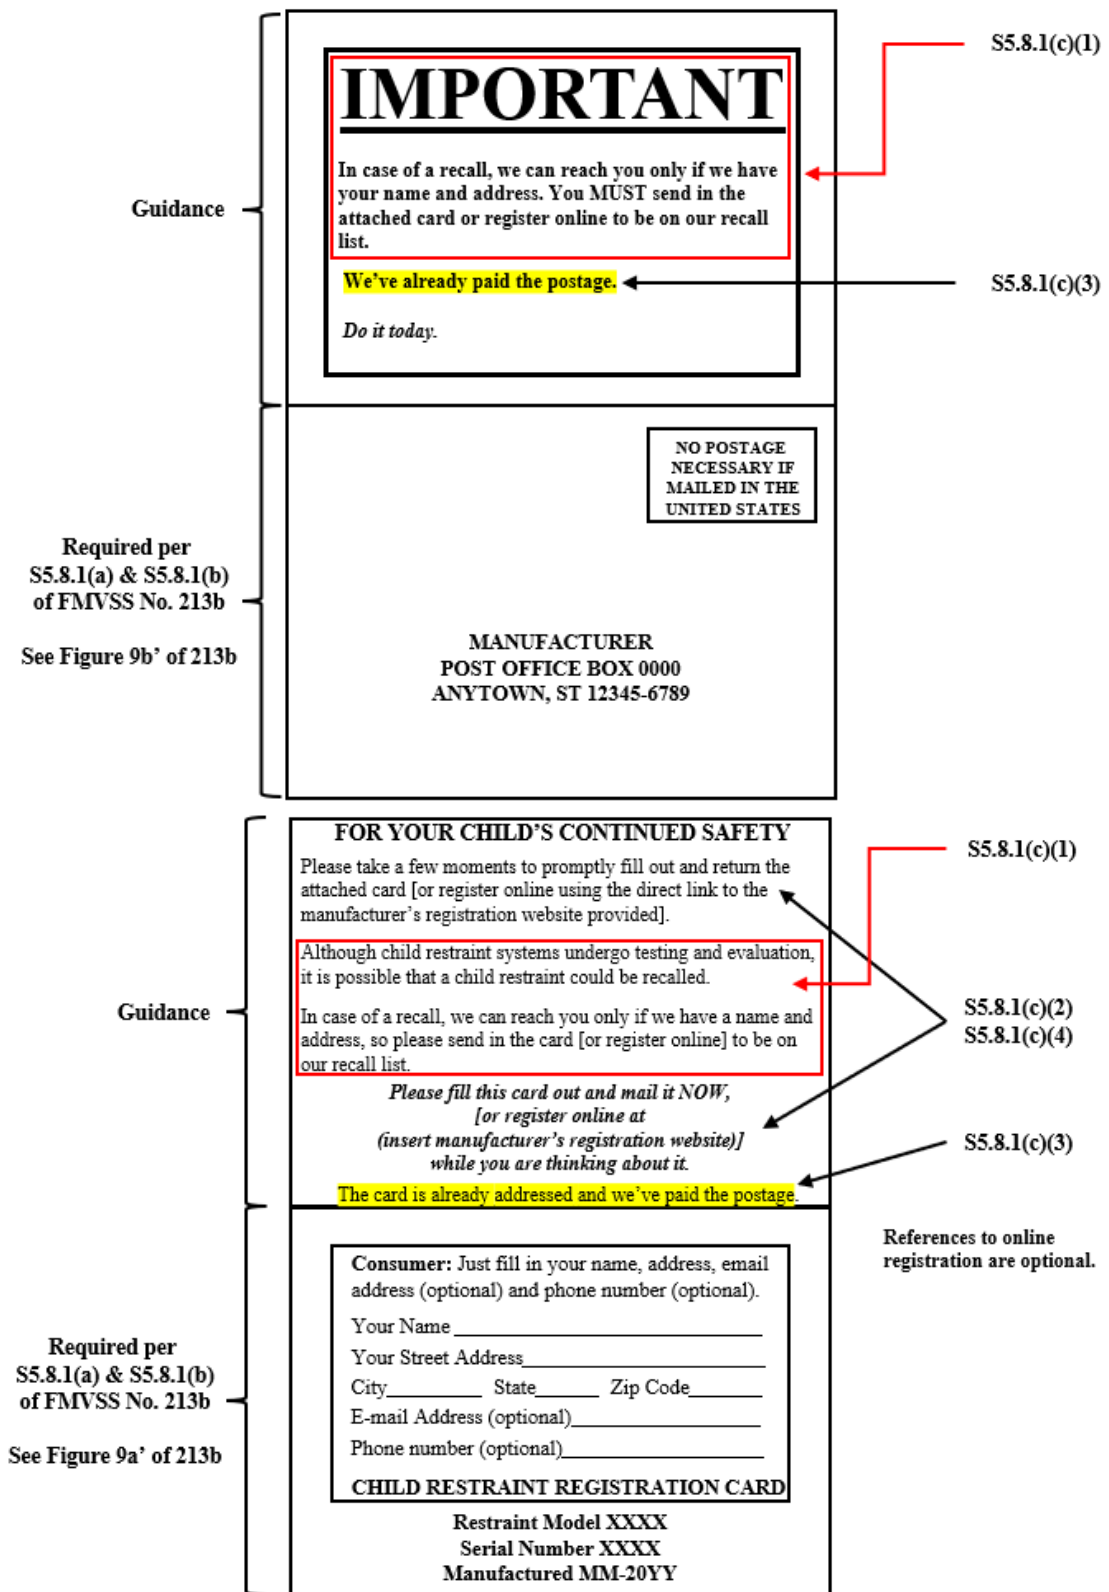 S5.8.1(c)(1)
IMPORTANT
In case of a recall, we can reach you only if we have
your name and address. You MUST send in the
attached card or register online to be on our recall
list.
Guidance
We've already paid the postage.
S5.8.1(c)(3)
Do it today.
NO POSTAGE
NECESSARY IF
MAILED IN THE
UNITED STATES
Required per
S5.8.1(a) & S5.8.1(b)
of FMVSS No. 213b
See Figure 9b’ of 213b
MANUFACTURER
POST OFFICE BOX 0000
ANYTOWN, ST 12345-6789
FOR YOUR CHILD’S CONTINUED SAFETY
Please take a few moments to promptly fill out and return the
attached card [or register online using the direct link to the
manufacturer’s registration website provided].
S5.8.1(c)(1)
Although child restraint systems undergo testing and evaluation,
it is possible that a child restraint could be recalled.
Guidance
In case of a recall, we can reach you only if we have a name and
address, so please send in the card [or register online] to be on
our recall list.
S5.8.1(c)(2)
S5.8.1(c)(4)
Please fill this card out and mail it NOW,
[or register online at
(insert manufacturer’s registration website)]
while you are thinking about it.
S5.8.1(c)(3)
The card is already addressed and we’ve paid the postage.
References to online
registration are optional.
Consumer: Just fill in your name, address, email
address (optional) and phone number (optional).
Your Name
Your Street Address
City State Zip Code
E-mail Address (optional)
Phone number (optional)
CHILD RESTRAINT REGISTRATION CARD
Required per
S5.8.1(a) & S5.8.1(b)
of FMVSS No. 213b
See Figure 9a’ of 213b
Restraint Model XXXX
Serial Number XXXX
Manufactured MM-20YY